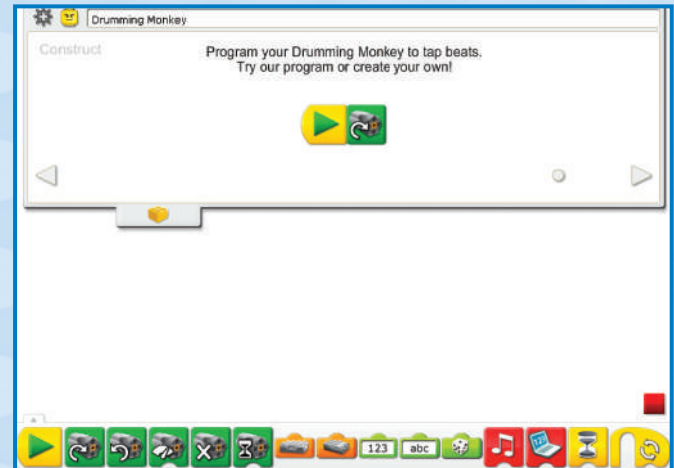 Drumming Monkey
Construct
Program your Drumming Monkey to tap beats.
Try our program or create your own!
123
abc